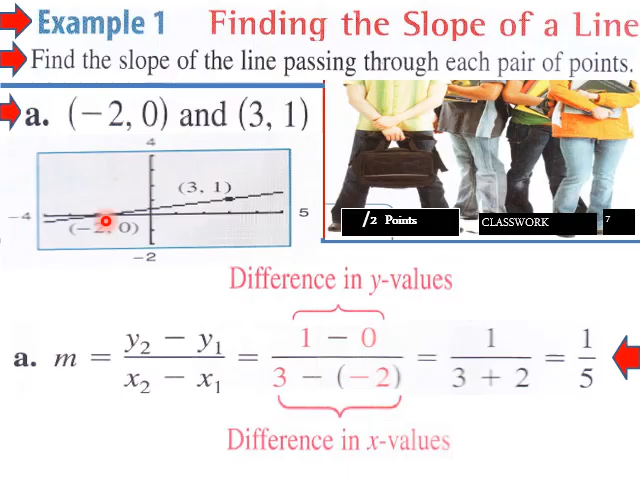 Example 1 Finding the Slope of a Line
Find the slope of the line passing through each pair of points.
a. (−2, 0) and (3, 1)
4
(3, 1)
−4
5
(−2, 0)
−2
/2 Points
CLASSWORK
7
Difference in y-values
a. m = y₂ − y₁ / x₂ − x₁ = 1 − 0 / 3 − (−2) = 1 / 3 + 2 = 1 / 5
Difference in x-values